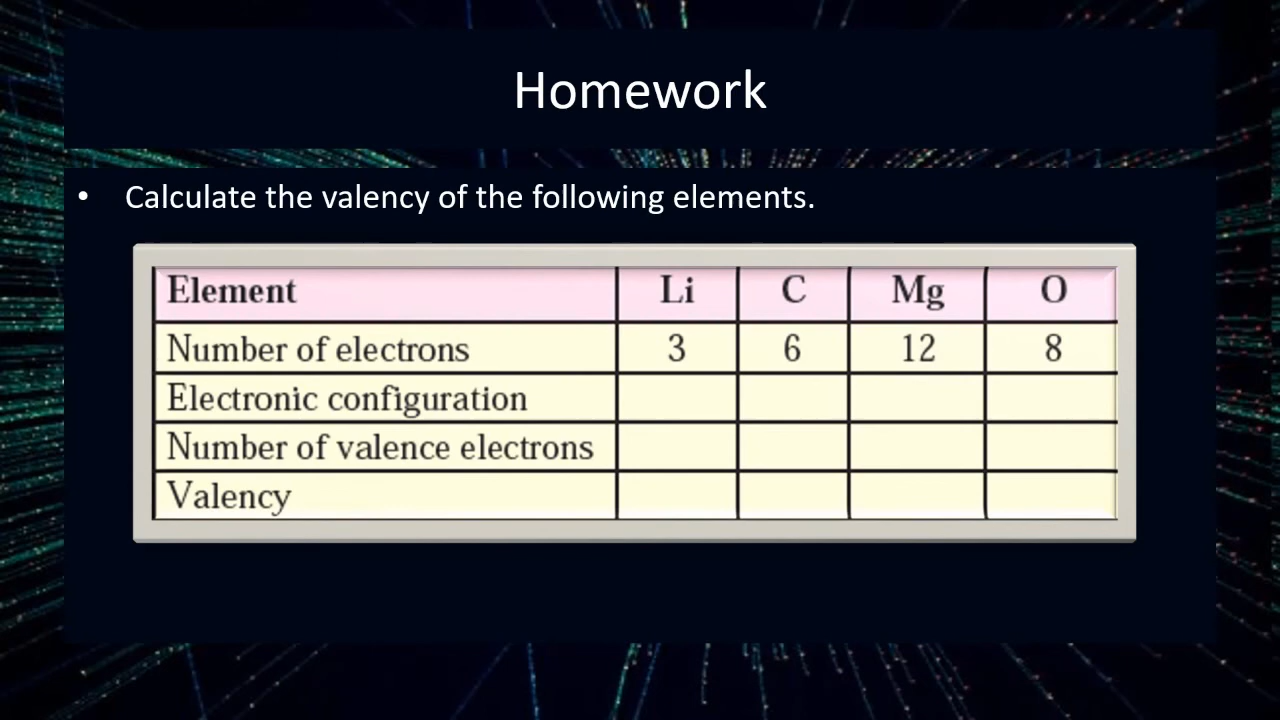 Homework
• Calculate the valency of the following elements.
Element Li C Mg O
Number of electrons 3 6 12 8
Electronic configuration
Number of valence electrons
Valency